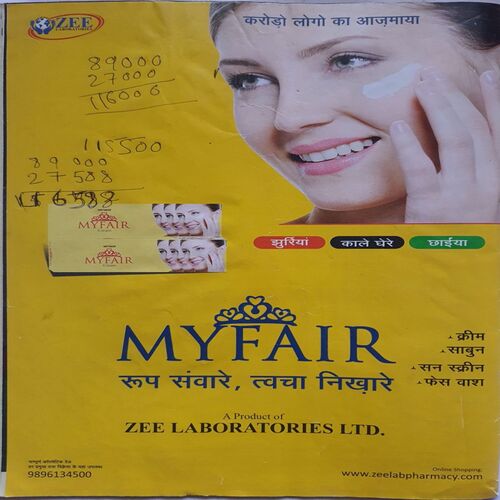 ZEE
LABORATORIES
करोड़ो लोगो का आज़माया
89000
27000
116000
115500
89000
27588
MYFAIR
MYFAIR
झुर्रियां
काले घेरे
छाईया
MYFAIR
रूप संवारे, त्वचा निखारे
क्रीम
साबुन
सन स्क्रीन
फेस वाश
A Product of
ZEE LABORATORIES LTD.
9896134500
Online Shopping:
www.zeelabpharmacy.com